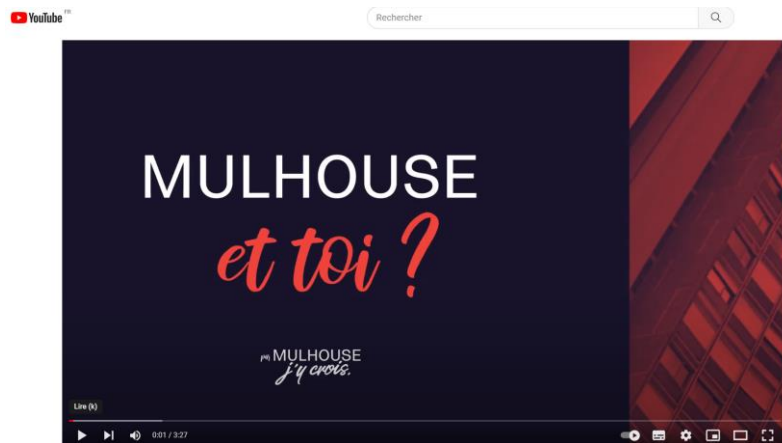 YouTube FR
Rechercher
MULHOUSE
et toi ?
MULHOUSE
j'y crois.
Lire (k)
0:01 / 3:27